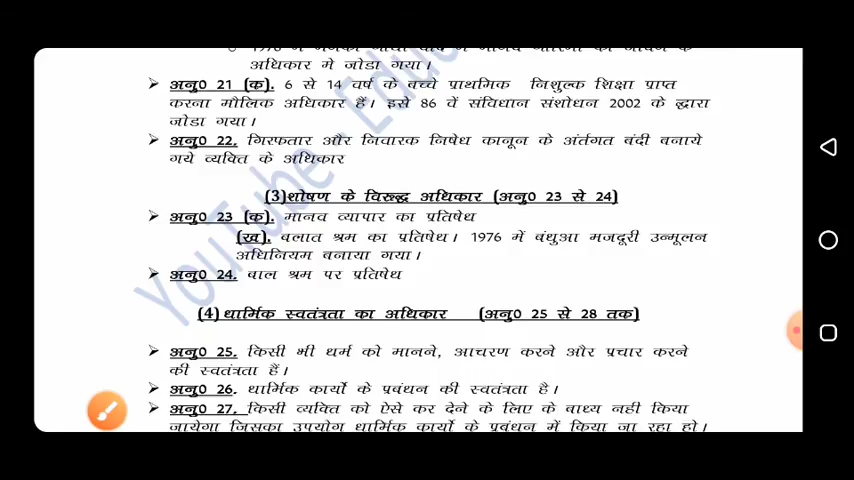 अधिकार मे जोडा गया।
➢ अनु0 21 (क). 6 से 14 वर्ष के बच्चे प्राथमिक निशुल्क शिक्षा प्राप्त
करना मौलिक अधिकार हैं। इसे 86 वें संविधान संशोधन 2002 के द्धारा
जोडा गया।
➢ अनु0 22. गिरफतार और निवारक निषेध कानून के अंर्तगत बंदी बनाये
गये व्यक्ति के अधिकार
(3)शोषण के विरूद्ध अधिकार (अनु0 23 से 24)
➢ अनु0 23 (क). मानव व्यापार का प्रतिषेध
(ख). बलात श्रम का प्रतिषेध। 1976 में बंधुआ मजदूरी उन्मूलन
अधिनियम बनाया गया।
➢ अनु0 24. बाल श्रम पर प्रतिषेध
(4) धार्मिक स्वतंत्रता का अधिकार (अनु0 25 से 28 तक)
➢ अनु0 25. किसी भी धर्म को मानने, आचरण करने और प्रचार करने
की स्वतंत्रता हैं।
➢ अनु0 26. धार्मिक कार्यो के प्रबंधन की स्वतंत्रता है।
➢ अनु0 27. किसी व्यक्ति को ऐसे कर देने के लिए के बाध्य नही किया
जायेगा जिसका उपयोग धार्मिक कार्यो के प्रबंधन में किया जा रहा हो।
YouTube - Edu